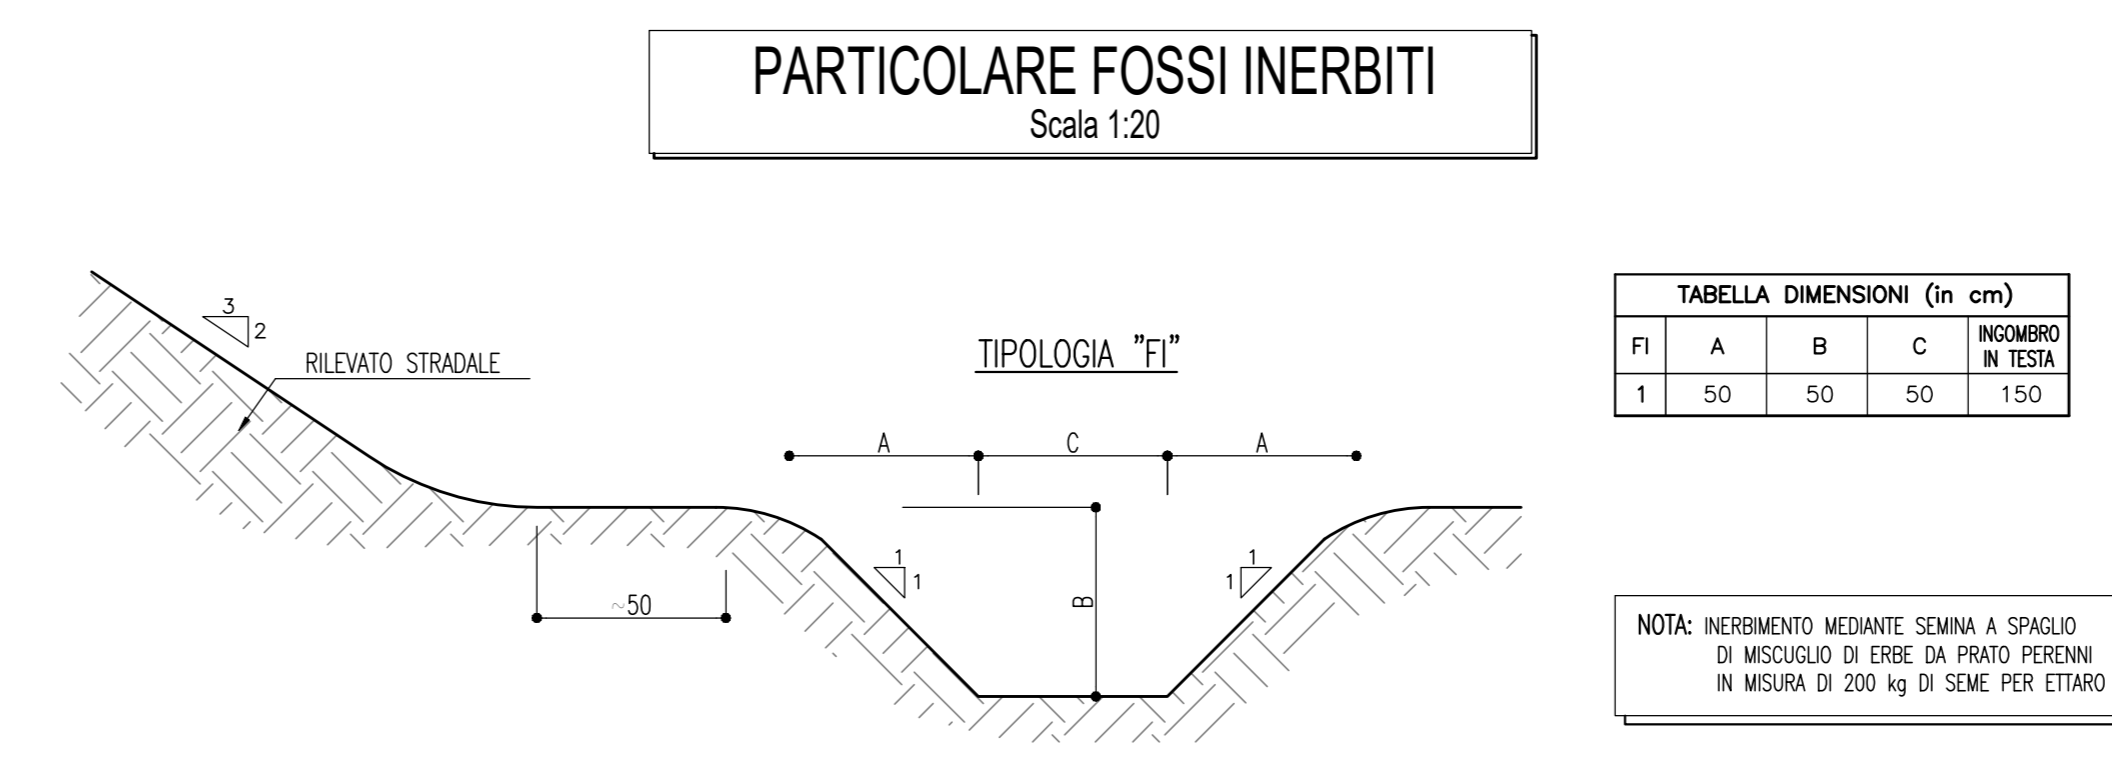 PARTICOLARE FOSSI INERBITI
Scala 1:20
3
2
RILEVATO STRADALE
TIPOLOGIA "FI"
A C A
1
1
1
1
B
~50
TABELLA DIMENSIONI (in cm)
FI A B C INGOMBRO IN TESTA
1 50 50 50 150
NOTA: INERBIMENTO MEDIANTE SEMINA A SPAGLIO
DI MISCUGLIO DI ERBE DA PRATO PERENNI
IN MISURA DI 200 kg DI SEME PER ETTARO